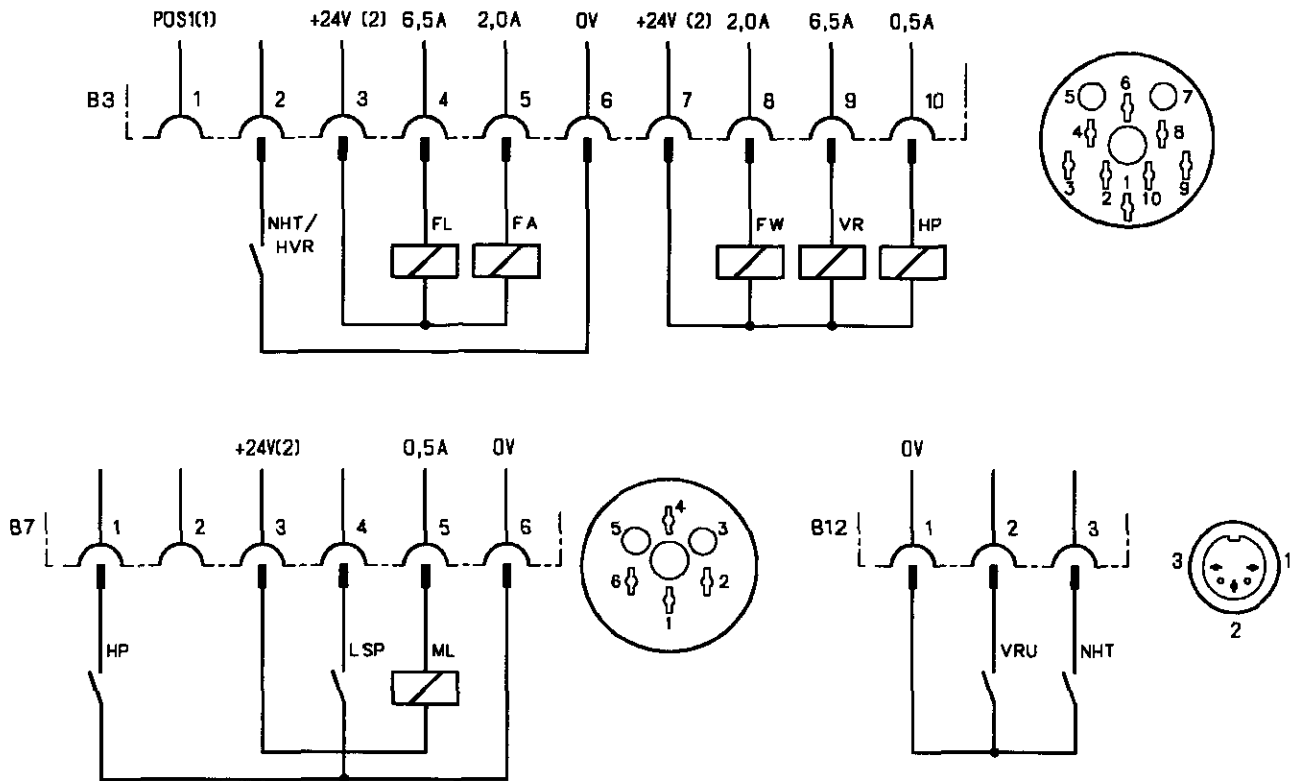 POS1(1) +24V (2) 6,5A 2,0A 0V +24V (2) 2,0A 6,5A 0,5A
B3 1 2 3 4 5 6 7 8 9 10
NHT/ HVR FL FA FW VR HP
6
5 7
4 8
3 2 1 10 9
+24V(2) 0,5A 0V
B7 1 2 3 4 5 6
HP LSP ML
4
5 3
6 2
1
0V
B12 1 2 3
VRU NHT
3 1
2